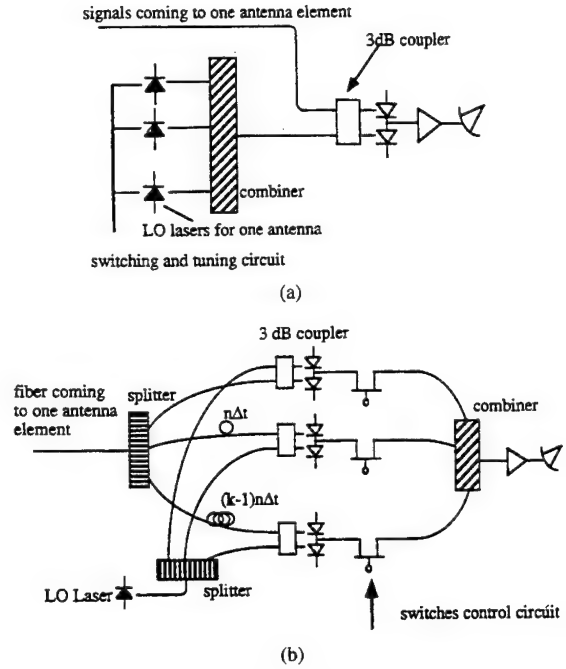 signals coming to one antenna element
3dB coupler
combiner
LO lasers for one antenna
switching and tuning circuit
(a)
3 dB coupler
fiber coming
to one antenna
element
splitter
nΔt
combiner
(k-1)nΔt
LO Laser
splitter
switches control circuit
(b)